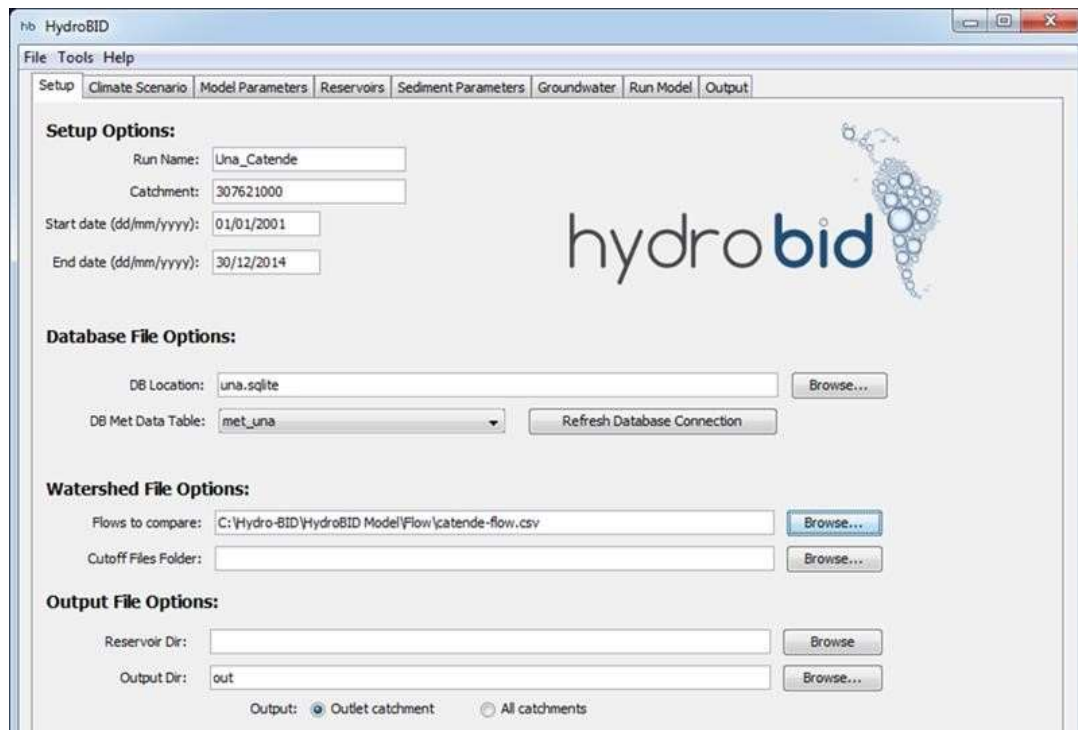 hb HydroBID
File Tools Help
Setup Climate Scenario Model Parameters Reservoirs Sediment Parameters Groundwater Run Model Output
Setup Options:
Run Name: Una_Catende
Catchment: 307621000
Start date (dd/mm/yyyy): 01/01/2001
End date (dd/mm/yyyy): 30/12/2014
hydrobid
Database File Options:
DB Location: una.sqlite Browse...
DB Met Data Table: met_una Refresh Database Connection
Watershed File Options:
Flows to compare: C:\Hydro-BID\HydroBID Model\Flow\catende-flow.csv Browse...
Cutoff Files Folder: Browse...
Output File Options:
Reservoir Dir: Browse
Output Dir: out Browse...
Output: Outlet catchment All catchments